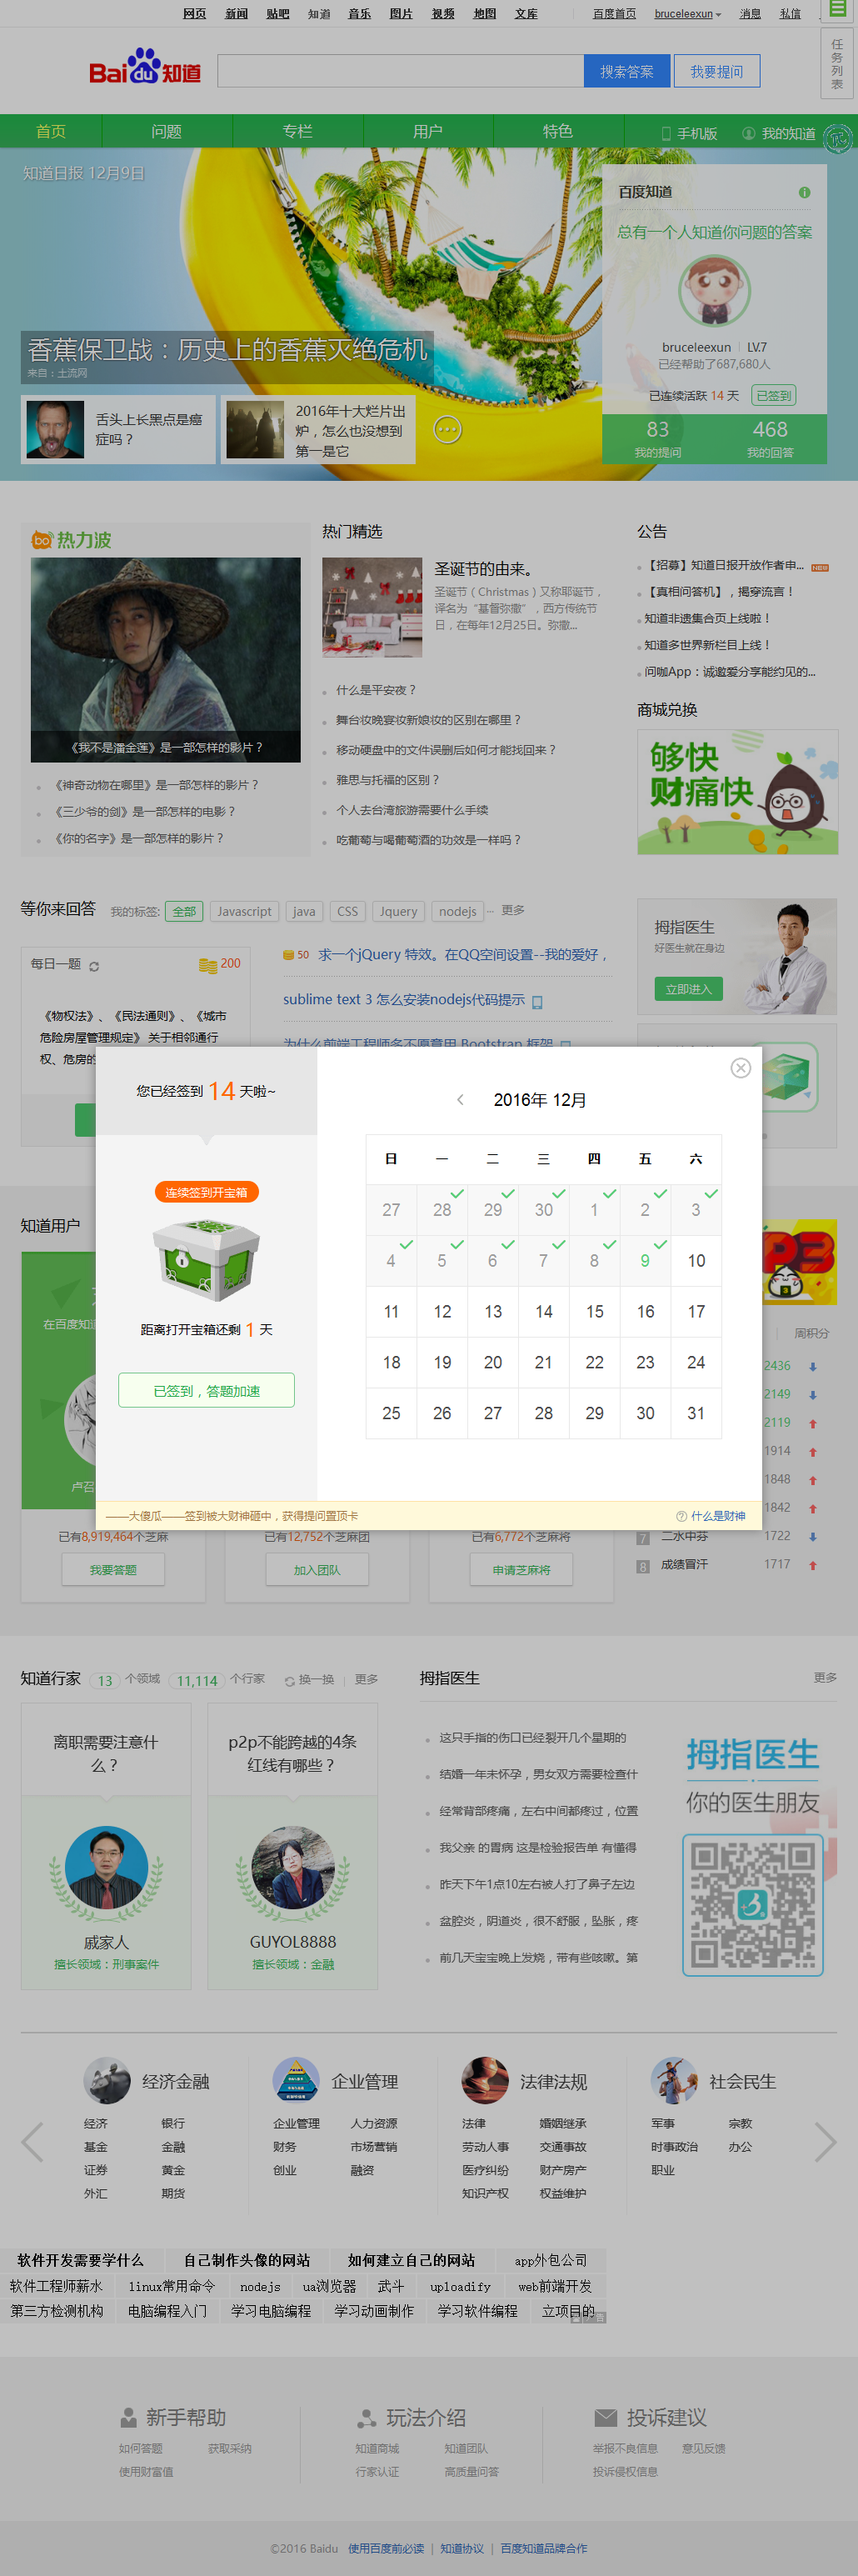 网页 新闻 贴吧 知道 音乐 图片 视频 地图 文库 百度首页 bruceleexun 消息 私信
任务列表
Bai du 知道 搜索答案 我要提问
首页 问题 专栏 用户 特色 手机版 我的知道
知道日报 12月9日
百度知道
总有一个人知道你问题的答案
香蕉保卫战：历史上的香蕉灭绝危机
来自：土流网
bruceleexun LV.7
已经帮助了687,680人
已连续活跃 14 天 已签到
舌头上长黑点是癌症吗？
2016年十大烂片出炉，怎么也没想到第一是它
83 468
我的提问 我的回答
热力波
《我不是潘金莲》是一部怎样的影片？
《神奇动物在哪里》是一部怎样的影片？
《三少爷的剑》是一部怎样的电影？
《你的名字》是一部怎样的影片？
热门精选
圣诞节的由来。
圣诞节（Christmas）又称耶诞节，
译名为“基督弥撒”，西方传统节
日，在每年12月25日。弥撒...
什么是平安夜？
舞台妆晚宴妆新娘妆的区别在哪里？
移动硬盘中的文件误删后如何才能找回来？
雅思与托福的区别？
个人去台湾旅游需要什么手续
吃葡萄与喝葡萄酒的功效是一样吗？
公告
【招募】知道日报开放作者申... NEW
【真相问答机】，揭穿流言！
知道非遗集合页上线啦！
知道多世界新栏目上线！
问咖App：诚邀爱分享能约见的...
商城兑换
够快
财痛快
等你来回答 我的标签: 全部 Javascript java CSS Jquery nodejs ... 更多
每日一题 200
《物权法》、《民法通则》、《城市
危险房屋管理规定》 关于相邻通行
权、危房的
50 求一个jQuery 特效。在QQ空间设置--我的爱好，
sublime text 3 怎么安装nodejs代码提示
为什么前端工程师多不愿意用 Bootstrap 框架
拇指医生
好医生就在身边
立即进入
您已经签到 14 天啦~
连续签到开宝箱
距离打开宝箱还剩 1 天
已签到，答题加速
2016年 12月
日 一 二 三 四 五 六
27 28 29 30 1 2 3
4 5 6 7 8 9 10
11 12 13 14 15 16 17
18 19 20 21 22 23 24
25 26 27 28 29 30 31
——大傻瓜——签到被大财神砸中，获得提问置顶卡 什么是财神
知道用户
在百度知道
卢召
已有8,919,464个芝麻 已有12,752个芝麻团 已有6,772个芝麻将
我要答题 加入团队 申请芝麻将
P3
周积分
2436
2149
2119
1914
1848
1842
7 二水中芬 1722
8 成绩冒汗 1717
知道行家 13 个领域 11,114 个行家 换一换 更多
离职需要注意什么？
p2p不能跨越的4条红线有哪些？
戚家人
擅长领域：刑事案件
GUYOL8888
擅长领域：金融
拇指医生 更多
这只手指的伤口已经裂开几个星期的
结婚一年未怀孕，男女双方需要检查什
经常背部疼痛，左右中间都疼过，位置
我父亲 的胃病 这是检验报告单 有懂得
昨天下午1点10左右被人打了鼻子左边
盆腔炎，阴道炎，很不舒服，坠胀，疼
前几天宝宝晚上发烧，带有些咳嗽。第
拇指医生
你的医生朋友
经济金融 企业管理 法律法规 社会民生
经济 银行 企业管理 人力资源 法律 婚姻继承 军事 宗教
基金 金融 财务 市场营销 劳动人事 交通事故 时事政治 办公
证券 黄金 创业 融资 医疗纠纷 财产房产 职业
外汇 期货 知识产权 权益维护
软件开发需要学什么 自己制作头像的网站 如何建立自己的网站 app外包公司
软件工程师薪水 linux常用命令 nodejs ua浏览器 武斗 uploadify web前端开发
第三方检测机构 电脑编程入门 学习电脑编程 学习动画制作 学习软件编程 立项目的
新手帮助 玩法介绍 投诉建议
如何答题 获取采纳 知道商城 知道团队 举报不良信息 意见反馈
使用财富值 行家认证 高质量问答 投诉侵权信息
©2016 Baidu 使用百度前必读 | 知道协议 | 百度知道品牌合作